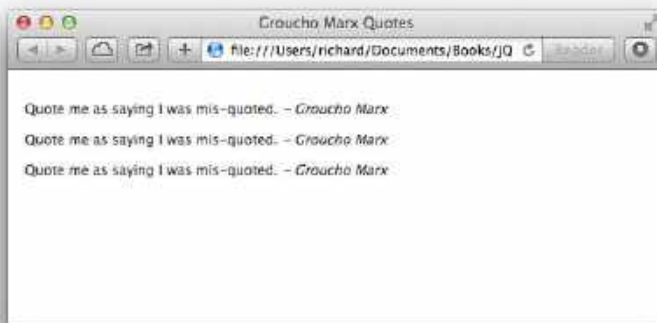 Groucho Marx Quotes
file:///Users/richard/Documents/Books/JQ
Reader
Quote me as saying I was mis-quoted. – Groucho Marx
Quote me as saying I was mis-quoted. – Groucho Marx
Quote me as saying I was mis-quoted. – Groucho Marx